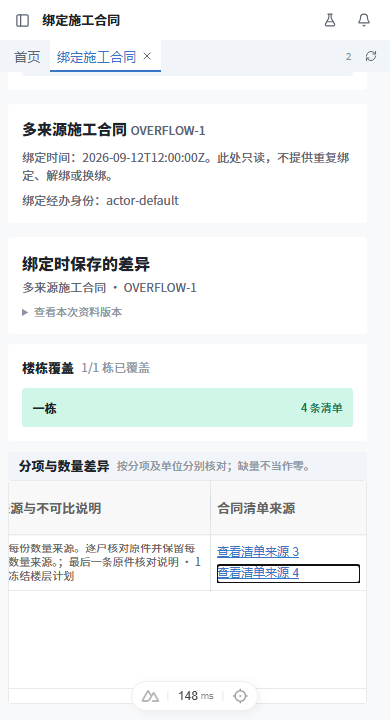 绑定施工合同
首页 绑定施工合同 × 2
多来源施工合同 OVERFLOW-1
绑定时间：2026-09-12T12:00:00Z。此处只读，不提供重复绑
定、解绑或换绑。
绑定经办身份：actor-default
绑定时保存的差异
多来源施工合同 · OVERFLOW-1
▶ 查看本次资料版本
楼栋覆盖 1/1 栋已覆盖
一栋 4 条清单
分项与数量差异 按分项及单位分别核对；缺量不当作零。
源与不可比说明 合同清单来源
每份数量来源。逐户核对原件并保留每
数量来源。；最后一条原件核对说明 · 1
冻结楼层计划
查看清单来源 3
查看清单来源 4
148 ms